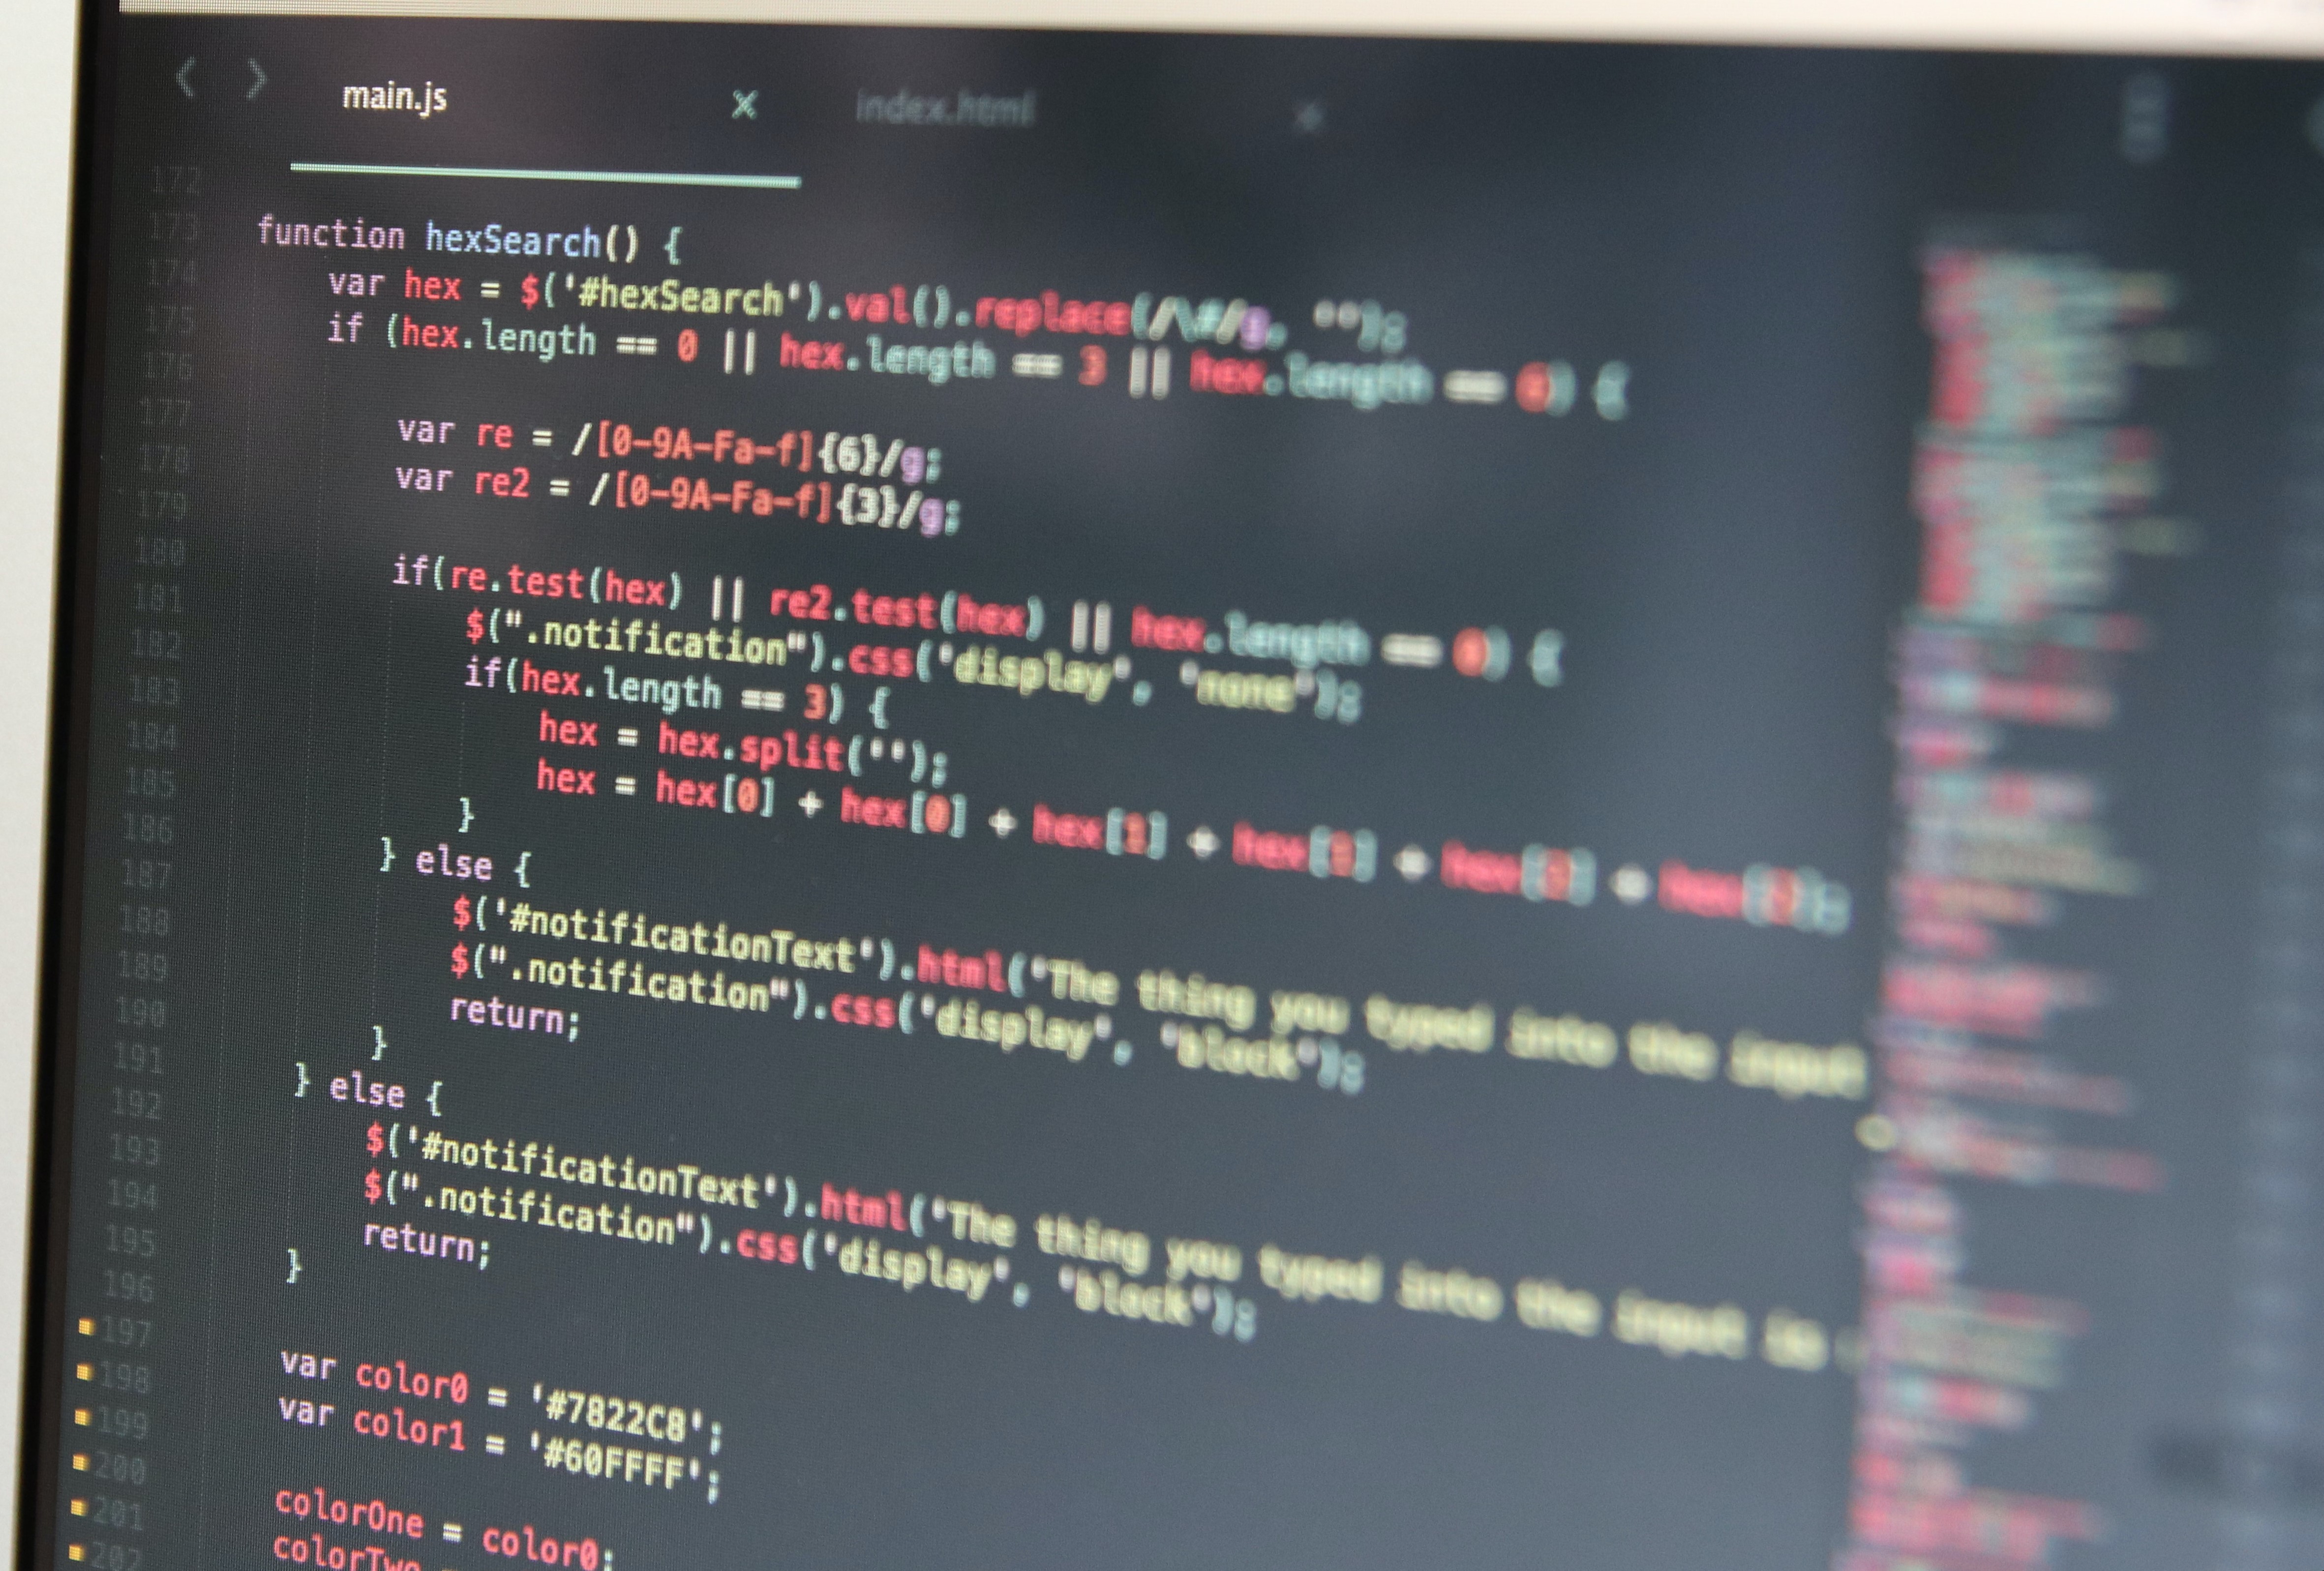 main.js index.html
172
173 function hexSearch() {
174 var hex = $('#hexSearch').val().replace(/\#/g, '');
175 if (hex.length == 0 || hex.length == 3 || hex.length == ) {
176
177 var re = /[0-9A-Fa-f]{6}/g;
178 var re2 = /[0-9A-Fa-f]{3}/g;
179
180 if(re.test(hex) || re2.test(hex) || hex.length == 0) {
181 $(".notification").css('display', 'none');
182 if(hex.length == 3) {
183 hex = hex.split('');
184 hex = hex[0] + hex[0] + hex[1] + hex[1] + hex[2] + hex[2];
185 }
186 } else {
187 $('#notificationText').html('The thing you typed into the input
188 $(".notification").css('display', 'block');
189 return;
190 }
191 } else {
192 $('#notificationText').html('The thing you typed into the input is
193 $(".notification").css('display', 'block');
194 return;
195 }
196
197 var color0 = '#7822C8';
198 var color1 = '#60FFFF';
199
200 colorOne = color0;
201 colorTwo
202